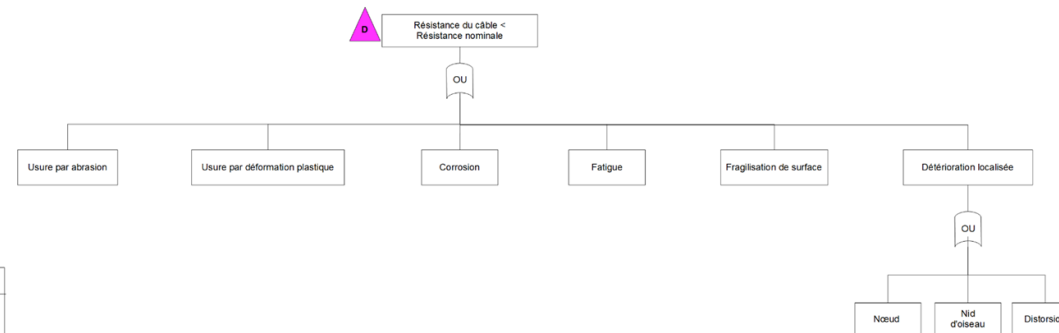 D
Résistance du câble <
Résistance nominale
OU
Usure par abrasion
Usure par déformation plastique
Corrosion
Fatigue
Fragilisation de surface
Détérioration localisée
OU
Nœud
Nid
d'oiseau